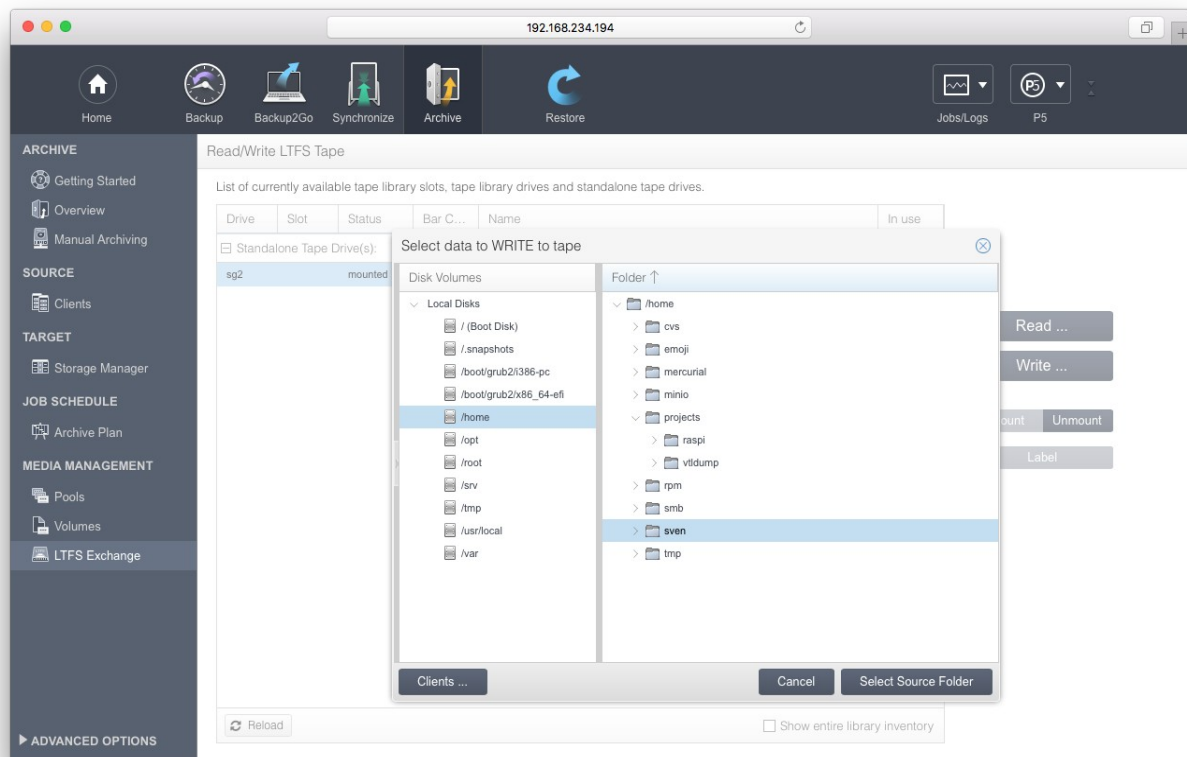 192.168.234.194
Home
Backup
Backup2Go
Synchronize
Archive
Restore
Jobs/Logs
P5
P5
ARCHIVE
Getting Started
Overview
Manual Archiving
SOURCE
Clients
TARGET
Storage Manager
JOB SCHEDULE
Archive Plan
MEDIA MANAGEMENT
Pools
Volumes
LTFS Exchange
ADVANCED OPTIONS
Read/Write LTFS Tape
List of currently available tape library slots, tape library drives and standalone tape drives.
Drive Slot Status Bar C... Name In use
Standalone Tape Drive(s):
sg2 mounted
Select data to WRITE to tape
Disk Volumes
Local Disks
/ (Boot Disk)
/.snapshots
/boot/grub2/i386-pc
/boot/grub2/x86_64-efi
/home
/opt
/root
/srv
/tmp
/usr/local
/var
Folder ↑
/home
cvs
emoji
mercurial
minio
projects
raspi
vtldump
rpm
smb
sven
tmp
Clients ...
Cancel
Select Source Folder
Read ...
Write ...
ount
Unmount
Label
Reload
Show entire library inventory